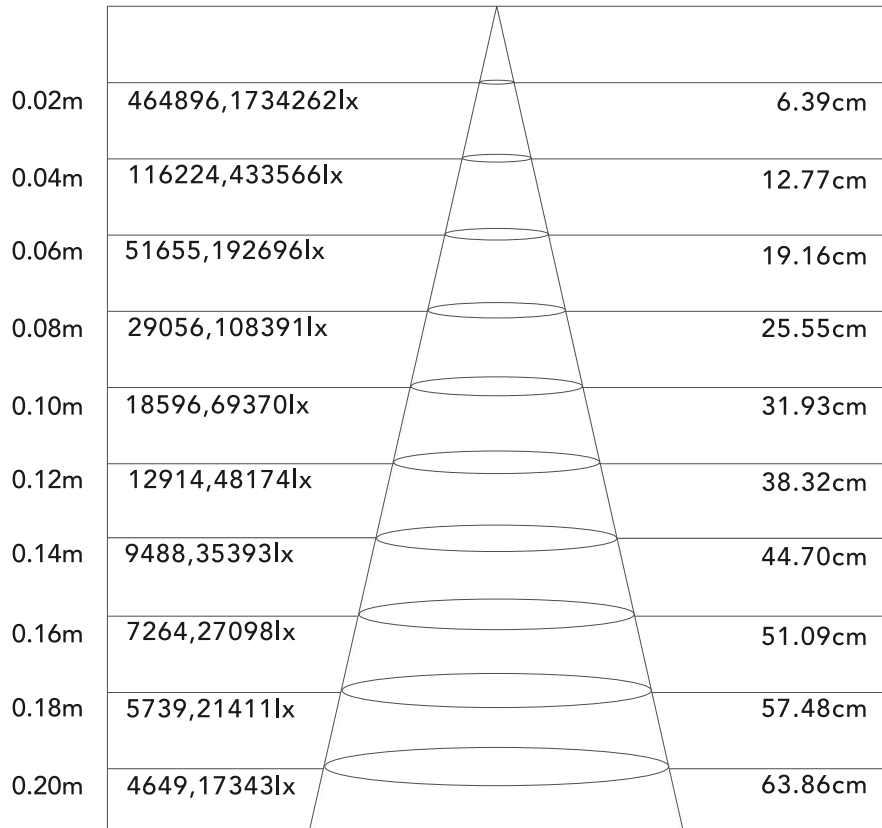 0.02m 464896,1734262lx 6.39cm
0.04m 116224,433566lx 12.77cm
0.06m 51655,192696lx 19.16cm
0.08m 29056,108391lx 25.55cm
0.10m 18596,69370lx 31.93cm
0.12m 12914,48174lx 38.32cm
0.14m 9488,35393lx 44.70cm
0.16m 7264,27098lx 51.09cm
0.18m 5739,21411lx 57.48cm
0.20m 4649,17343lx 63.86cm